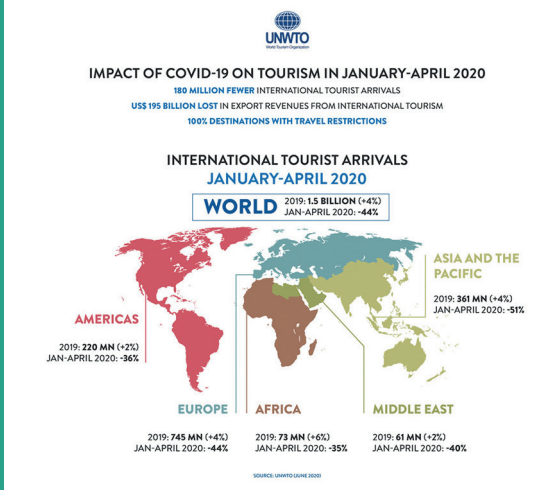 UNWTO
World Tourism Organization
IMPACT OF COVID-19 ON TOURISM IN JANUARY-APRIL 2020
180 MILLION FEWER INTERNATIONAL TOURIST ARRIVALS
US$ 195 BILLION LOST IN EXPORT REVENUES FROM INTERNATIONAL TOURISM
100% DESTINATIONS WITH TRAVEL RESTRICTIONS
INTERNATIONAL TOURIST ARRIVALS
JANUARY-APRIL 2020
WORLD
2019: 1.5 BILLION (+4%)
JAN-APRIL 2020: -44%
ASIA AND THE
PACIFIC
2019: 361 MN (+4%)
JAN-APRIL 2020: -51%
AMERICAS
2019: 220 MN (+2%)
JAN-APRIL 2020: -36%
EUROPE
2019: 745 MN (+4%)
JAN-APRIL 2020: -44%
AFRICA
2019: 73 MN (+6%)
JAN-APRIL 2020: -35%
MIDDLE EAST
2019: 61 MN (+2%)
JAN-APRIL 2020: -40%
SOURCE: UNWTO (JUNE 2020)